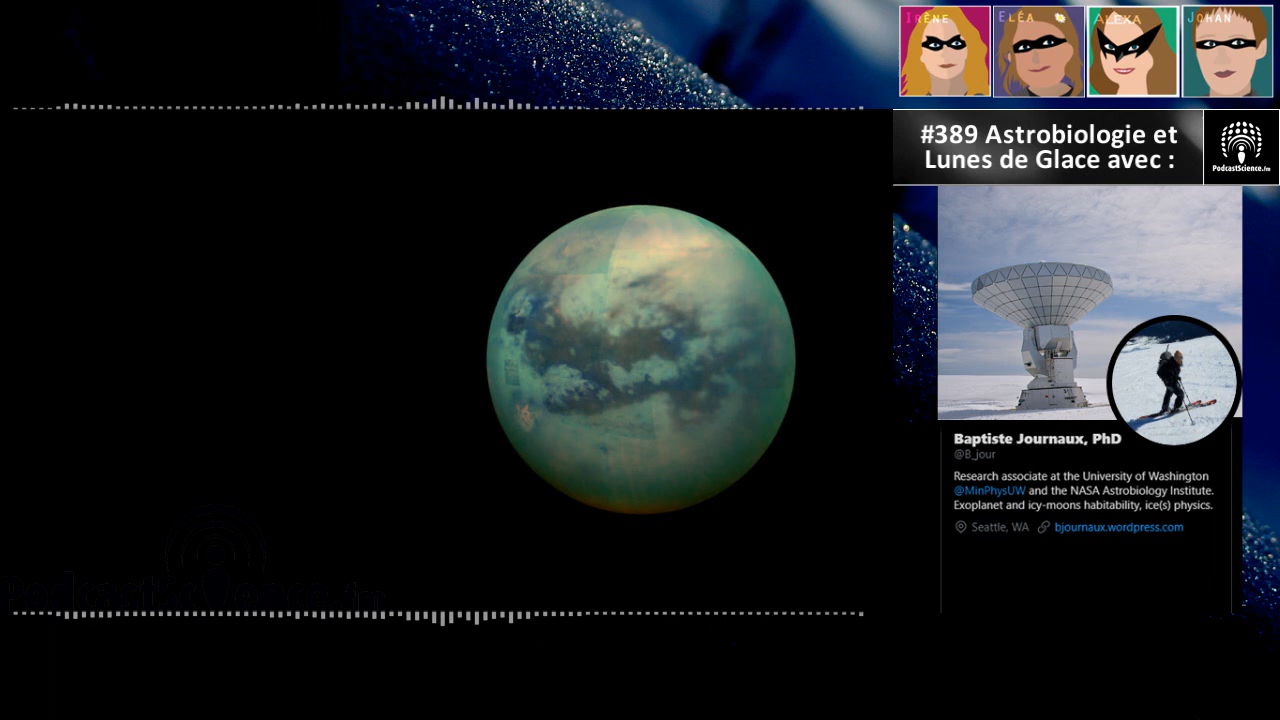 IRÈNE
ELÉA
ALEXA
JOHAN
#389 Astrobiologie et
Lunes de Glace avec :
PodcastScience.fm
Baptiste Journaux, PhD
@B_jour
Research associate at the University of Washington
@MinPhysUW and the NASA Astrobiology Institute.
Exoplanet and icy-moons habitability, ice(s) physics.
Seattle, WA bjournaux.wordpress.com
PodcastScience.fm